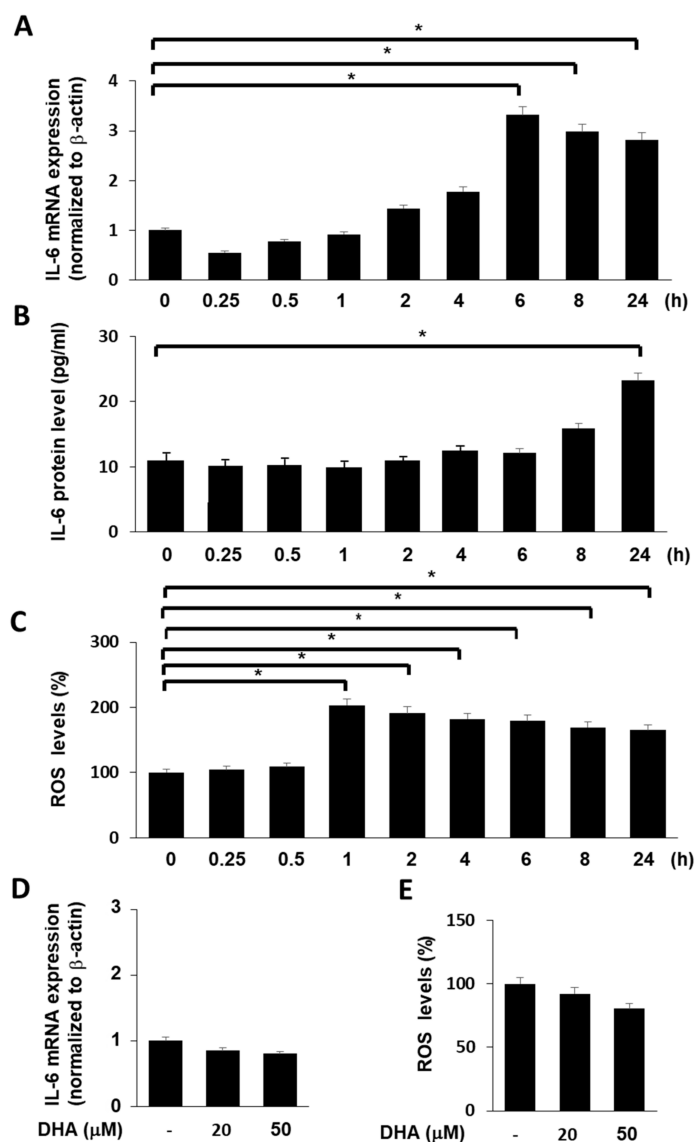 A
*
*
*
IL-6 mRNA expression
(normalized to β-actin)
4
3
2
1
0
0 0.25 0.5 1 2 4 6 8 24 (h)
B
*
IL-6 protein level (pg/ml)
30
20
10
0
0 0.25 0.5 1 2 4 6 8 24 (h)
C
*
*
*
*
*
*
ROS levels (%)
300
200
100
0
0 0.25 0.5 1 2 4 6 8 24 (h)
D
IL-6 mRNA expression
(normalized to β-actin)
3
2
1
0
DHA (μM) - 20 50
E
ROS levels (%)
150
100
50
0
DHA (μM) - 20 50